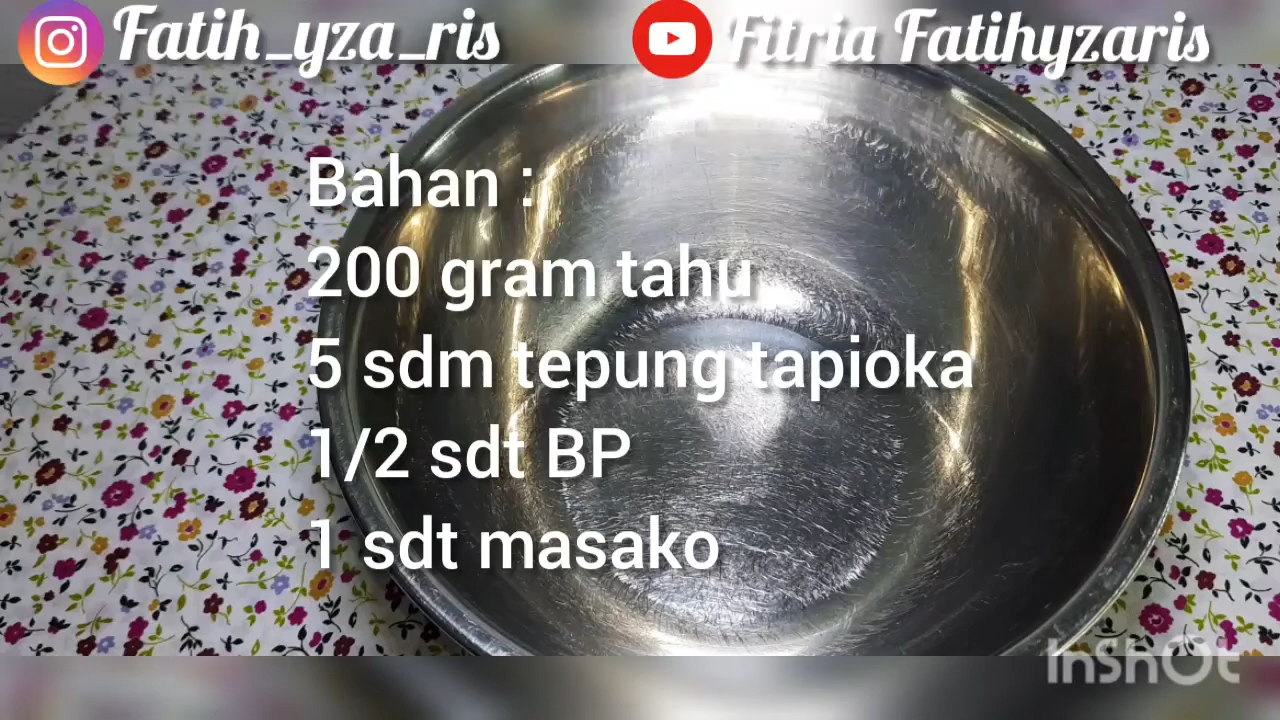 Fatih_yza_ris
Fitria Fatihyzaris
Bahan :
200 gram tahu
5 sdm tepung tapioka
1/2 sdt BP
1 sdt masako
InShOt